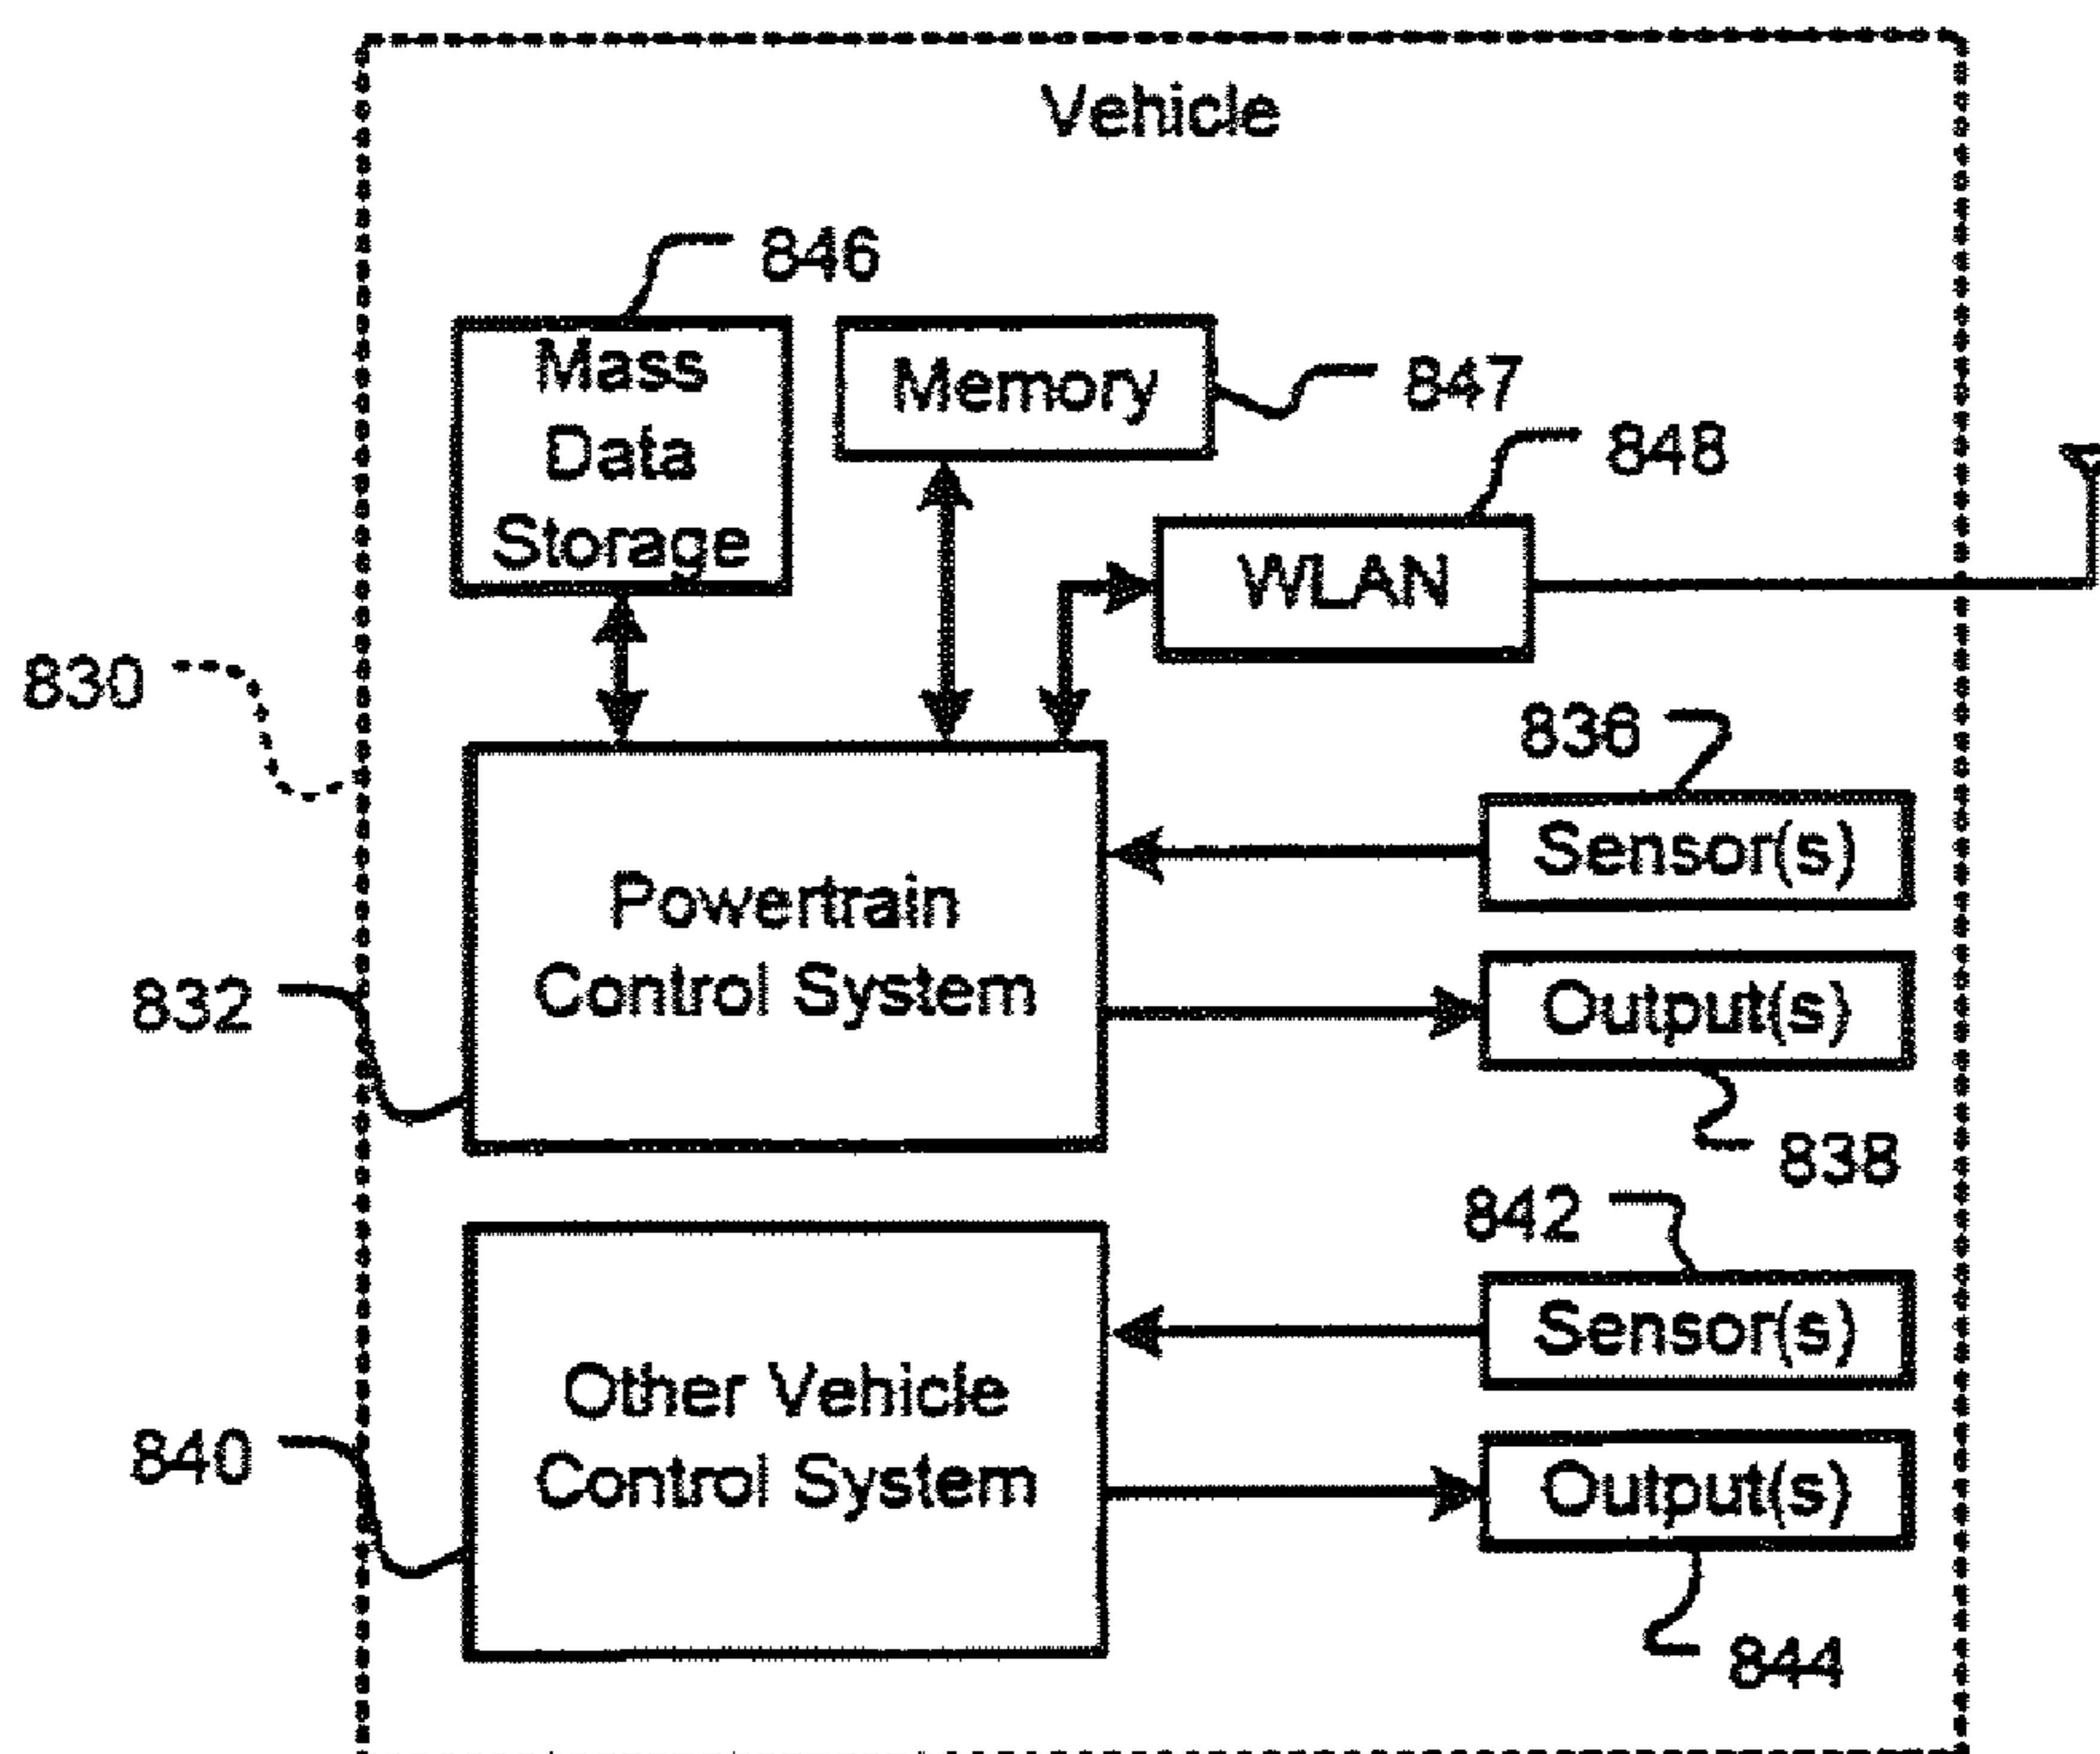 Vehicle
846
Mass
Data
Storage
Memory
847
848
WLAN
830
836
Sensor(s)
Powertrain
Control System
832
Output(s)
838
842
Sensor(s)
Other Vehicle
Control System
840
Output(s)
844